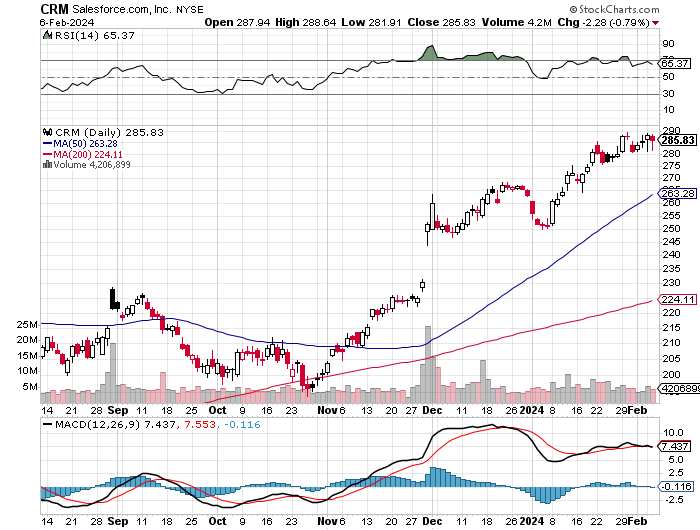 CRM Salesforce.com, Inc. NYSE © StockCharts.com
6-Feb-2024 Open 287.94 High 288.64 Low 281.91 Close 285.83 Volume 4.2M Chg -2.28 (-0.79%)
RSI(14) 65.37
90
70
65.37
50
30
10
CRM (Daily) 285.83
MA(50) 263.28
MA(200) 224.11
Volume 4,206,899
290
285.83
280
275
270
263.28
260
255
250
245
240
235
230
224.11
220
215
210
205
200
25M
20M
15M
10M
5M
4206899
14 21 28 Sep 11 18 25 Oct 9 16 23 Nov 6 13 20 27 Dec 11 18 26 2024 8 16 22 29 Feb
MACD(12,26,9) 7.437, 7.553, -0.116
10.0
7.437
5.0
2.5
-0.116
-2.5
14 21 28 Sep 11 18 25 Oct 9 16 23 Nov 6 13 20 27 Dec 11 18 26 2024 8 16 22 29 Feb